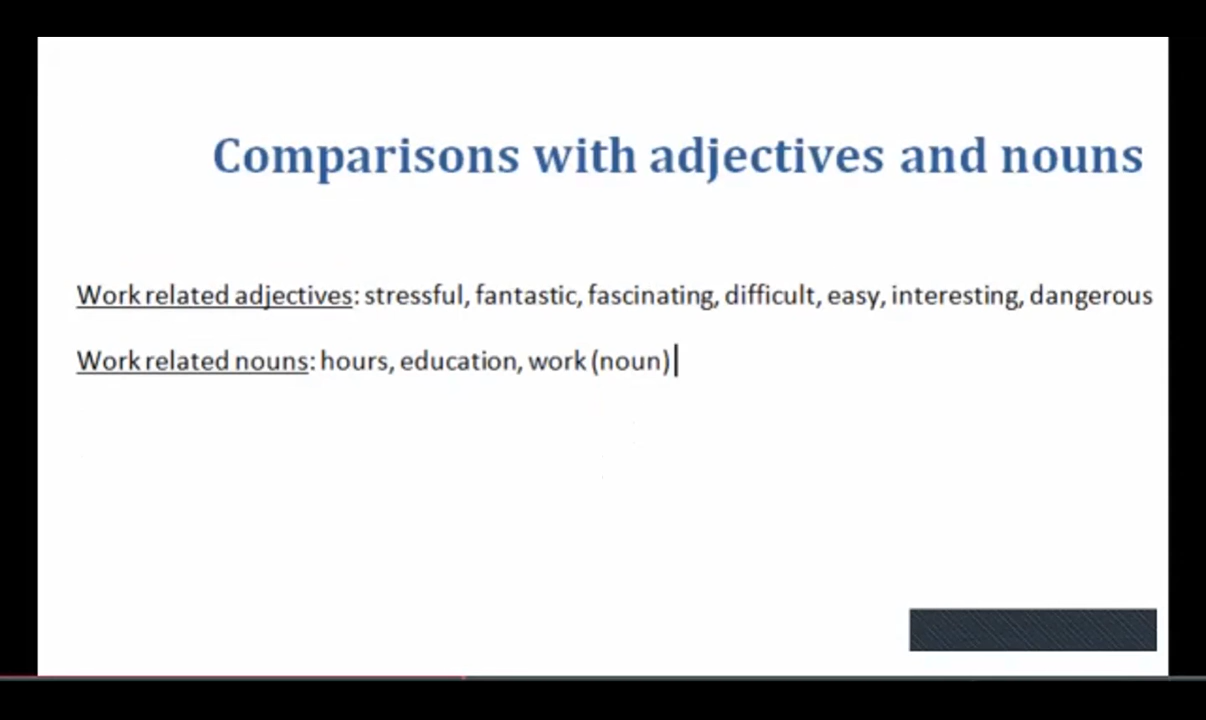 Comparisons with adjectives and nouns
Work related adjectives: stressful, fantastic, fascinating, difficult, easy, interesting, dangerous
Work related nouns: hours, education, work (noun)